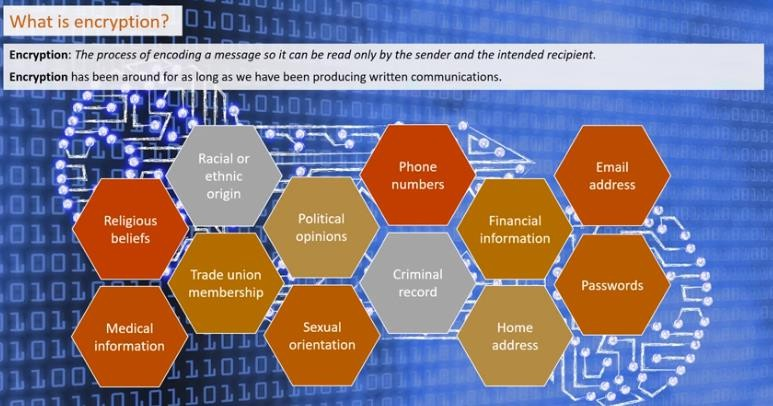 What is encryption?
Encryption: The process of encoding a message so it can be read only by the sender and the intended recipient.
Encryption has been around for as long as we have been producing written communications.
Racial or
ethnic
origin
Phone
numbers
Email
address
Religious
beliefs
Political
opinions
Financial
information
Trade union
membership
Criminal
record
Passwords
Medical
information
Sexual
orientation
Home
address